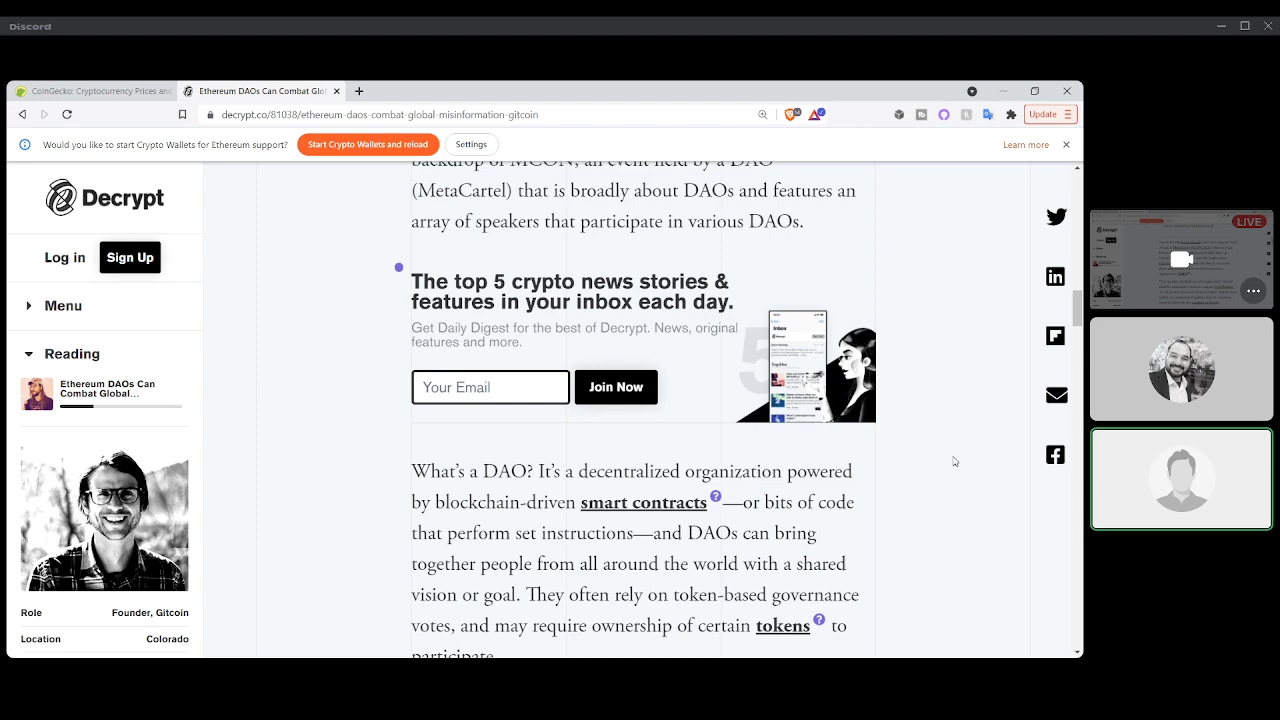 Discord
CoinGecko: Cryptocurrency Prices and
Ethereum DAOs Can Combat Glo
decrypt.co/81038/ethereum-daos-combat-global-misinformation-gitcoin
Update
Would you like to start Crypto Wallets for Ethereum support?
Start Crypto Wallets and reload
Settings
Learn more
Decrypt
Log in
Sign Up
Menu
Reading
Ethereum DAOs Can
Combat Global...
Role
Founder, Gitcoin
Location
Colorado
backdrop of MCON, an event held by a DAO
(MetaCartel) that is broadly about DAOs and features an
array of speakers that participate in various DAOs.
The top 5 crypto news stories &
features in your inbox each day.
Get Daily Digest for the best of Decrypt. News, original
features and more.
Your Email
Join Now
5
Inbox
What's a DAO? It's a decentralized organization powered
by blockchain-driven smart contracts?—or bits of code
that perform set instructions—and DAOs can bring
together people from all around the world with a shared
vision or goal. They often rely on token-based governance
votes, and may require ownership of certain tokens? to
participate.
LIVE